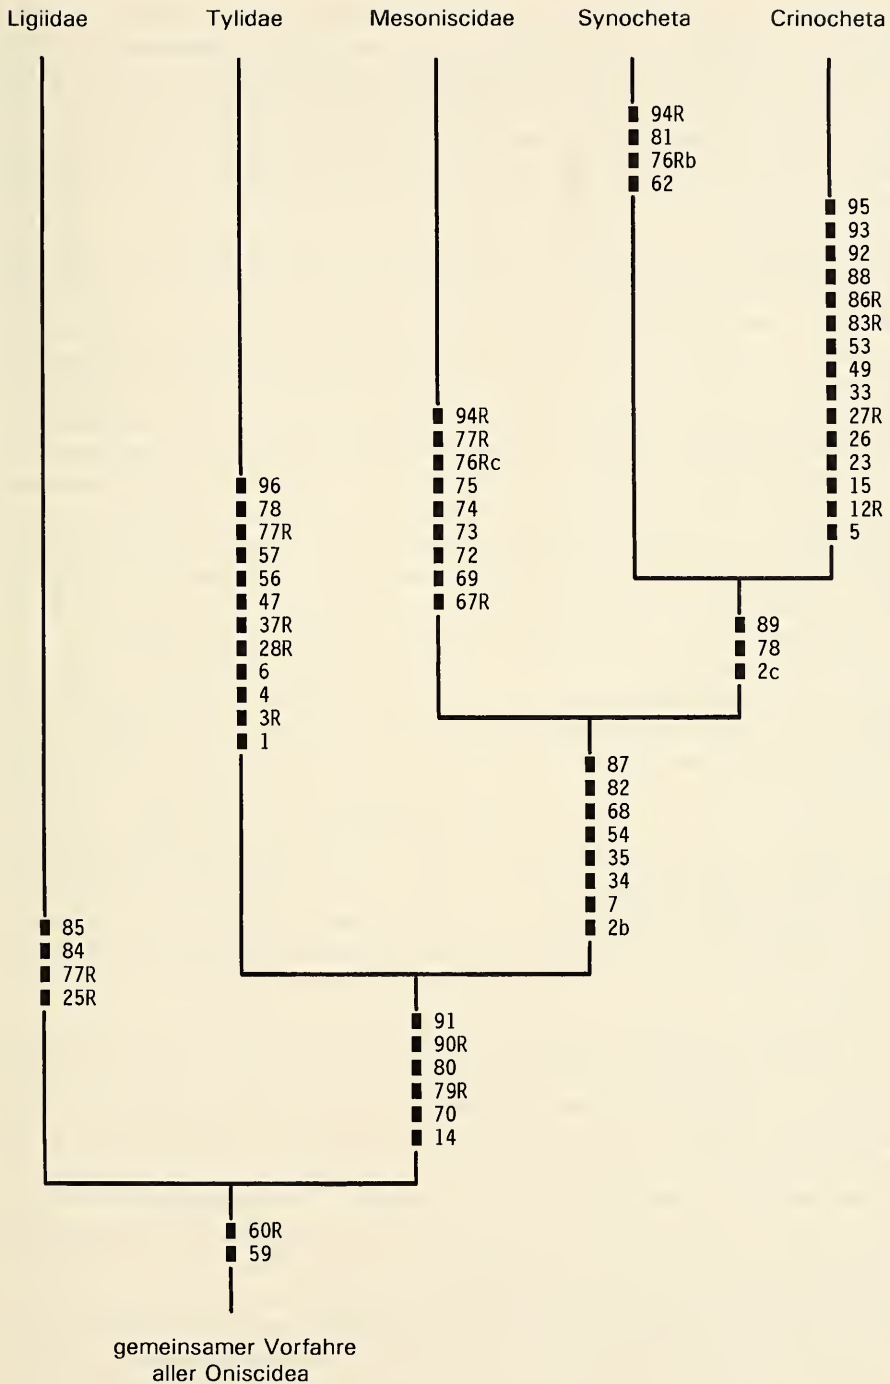 Ligiidae Tylidae Mesoniscidae Synocheta Crinocheta
94R
81
76Rb
62
95
93
92
88
86R
83R
53
49
33
27R
26
23
15
12R
5
94R
77R
76Rc
75
74
73
72
69
67R
96
78
77R
57
56
47
37R
28R
6
4
3R
1
89
78
2c
87
82
68
54
35
34
7
2b
85
84
77R
25R
91
90R
80
79R
70
14
60R
59
gemeinsamer Vorfahre
aller Oniscidea